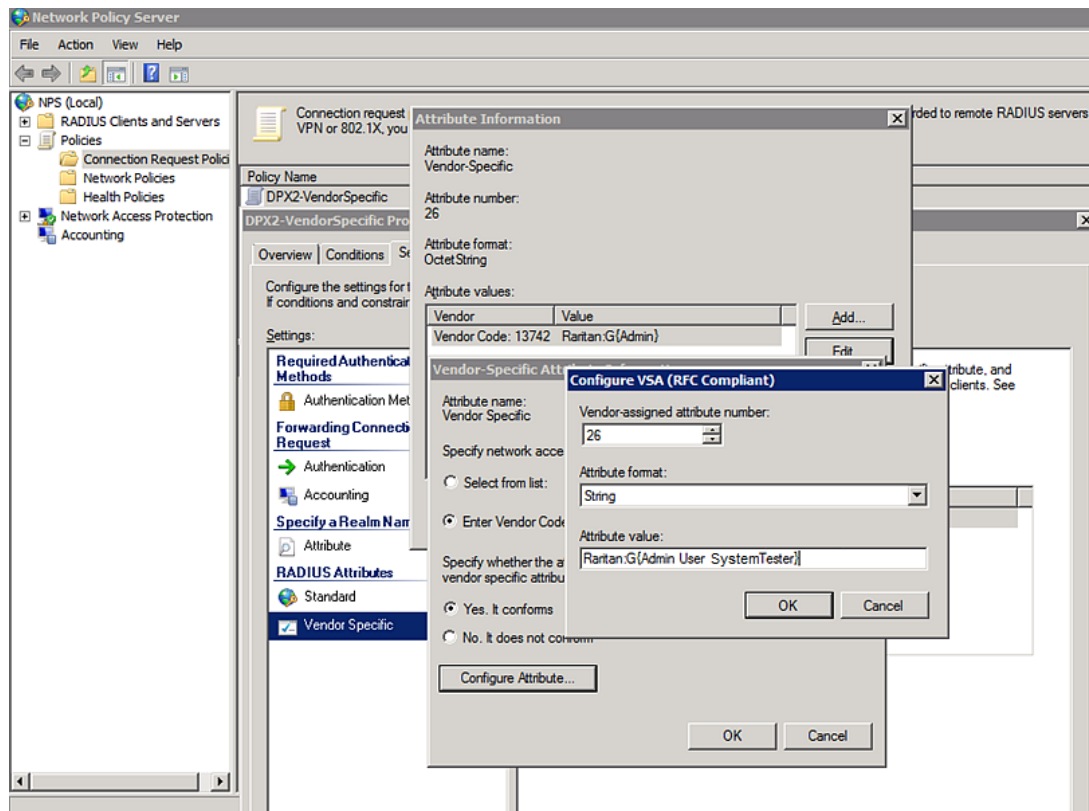 Network Policy Server
File Action View Help
NPS (Local)
RADIUS Clients and Servers
Policies
Connection Request Polici
Network Policies
Health Policies
Network Access Protection
Accounting
Connection request
VPN or 802.1X, you
rded to remote RADIUS servers
Policy Name
DPX2-VendorSpecific
DPX2-VendorSpecific Pro
Overview Conditions Se
Configure the settings for
If conditions and constrain
Settings:
Required Authenticat
Methods
Authentication Met
Forwarding Connecti
Request
Authentication
Accounting
Specify a Realm Nam
Attribute
RADIUS Attributes
Standard
Vendor Specific
Attribute Information
Attribute name:
Vendor-Specific
Attribute number:
26
Attribute format:
OctetString
Attribute values:
Vendor Value
Vendor Code: 13742 Raritan:G{Admin}
Add...
Edit
tribute, and
clients. See
Vendor-Specific Att
Attribute name:
Vendor Specific
Specify network acce
Select from list:
Enter Vendor Code
Specify whether the a
vendor specific attribu
Yes. It conforms
No. It does not conform
Configure Attribute...
OK Cancel
Configure VSA (RFC Compliant)
Vendor-assigned attribute number:
26
Attribute format:
String
Attribute value:
Raritan:G{Admin User SystemTester}
OK Cancel